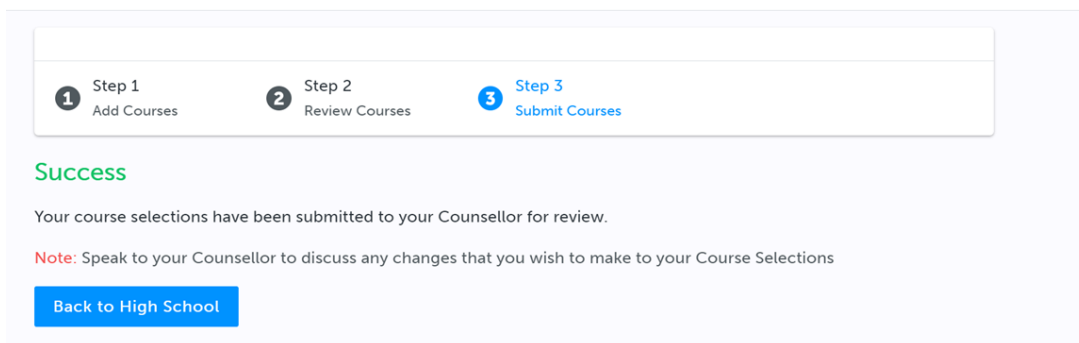 1 Step 1
Add Courses
2 Step 2
Review Courses
3 Step 3
Submit Courses
Success
Your course selections have been submitted to your Counsellor for review.
Note: Speak to your Counsellor to discuss any changes that you wish to make to your Course Selections
Back to High School